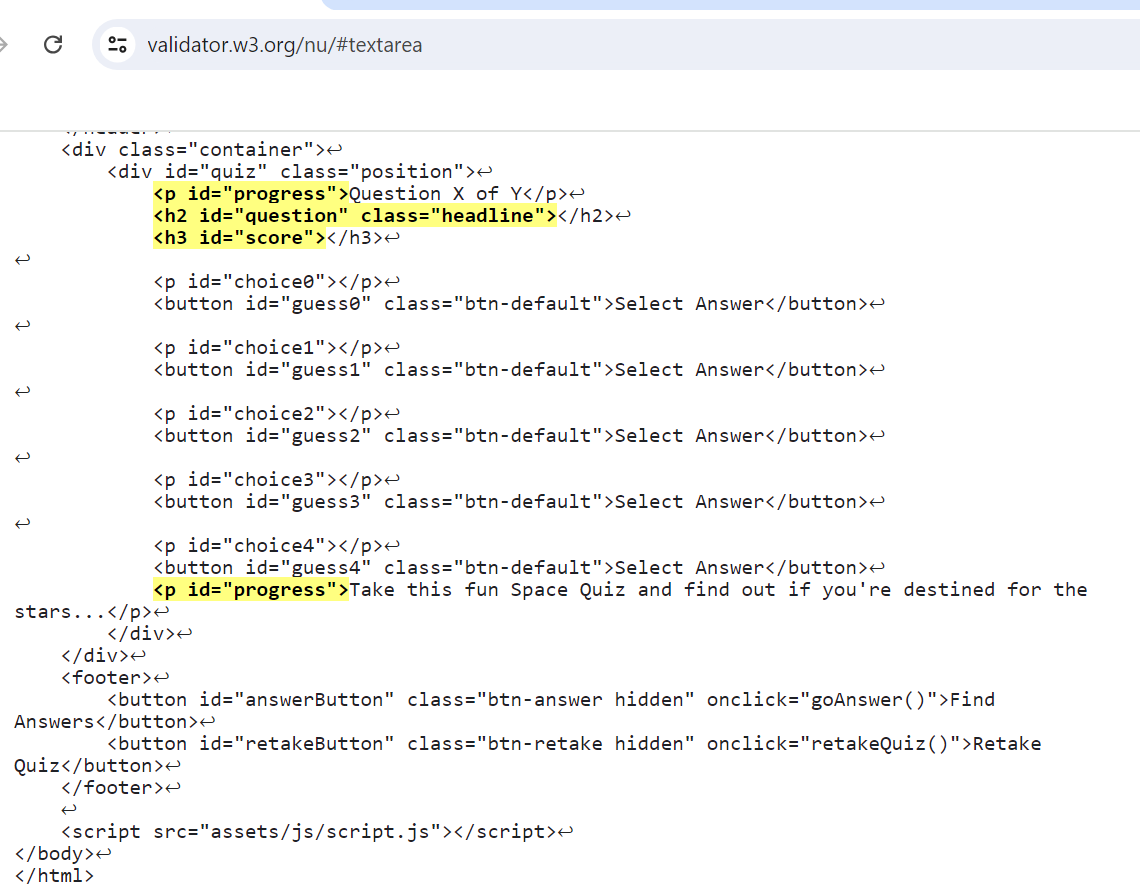 validator.w3.org/nu/#textarea
<div class="container">↩
<div id="quiz" class="position">↩
<p id="progress">Question X of Y</p>↩
<h2 id="question" class="headline"></h2>↩
<h3 id="score"></h3>↩
↩
<p id="choice0"></p>↩
<button id="guess0" class="btn-default">Select Answer</button>↩
↩
<p id="choice1"></p>↩
<button id="guess1" class="btn-default">Select Answer</button>↩
↩
<p id="choice2"></p>↩
<button id="guess2" class="btn-default">Select Answer</button>↩
↩
<p id="choice3"></p>↩
<button id="guess3" class="btn-default">Select Answer</button>↩
↩
<p id="choice4"></p>↩
<button id="guess4" class="btn-default">Select Answer</button>↩
<p id="progress">Take this fun Space Quiz and find out if you're destined for the
stars...</p>↩
</div>↩
</div>↩
<footer>↩
<button id="answerButton" class="btn-answer hidden" onclick="goAnswer()">Find
Answers</button>↩
<button id="retakeButton" class="btn-retake hidden" onclick="retakeQuiz()">Retake
Quiz</button>↩
</footer>↩
↩
<script src="assets/js/script.js"></script>↩
</body>↩
</html>